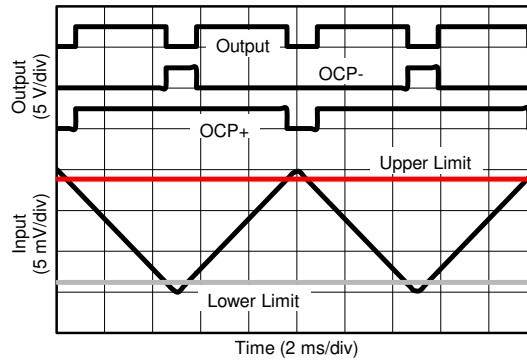 Output
(5 V/div)
Output
OCP-
OCP+
Upper Limit
Input
(5 mV/div)
Lower Limit
Time (2 ms/div)